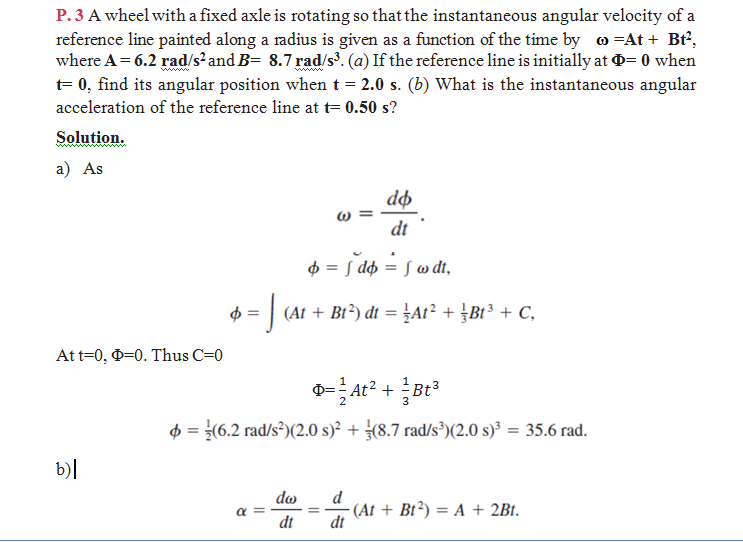 P. 3 A wheel with a fixed axle is rotating so that the instantaneous angular velocity of a
reference line painted along a radius is given as a function of the time by ω =At + Bt²,
where A = 6.2 rad/s² and B= 8.7 rad/s³. (a) If the reference line is initially at Φ= 0 when
t= 0, find its angular position when t = 2.0 s. (b) What is the instantaneous angular
acceleration of the reference line at t= 0.50 s?
Solution.
a) As
ω = dϕ/dt.
ϕ = ∫ dϕ = ∫ ω dt,
ϕ = ∫ (At + Bt²) dt = ½At² + ⅓Bt³ + C,
At t=0, Φ=0. Thus C=0
Φ=½ At² + ⅓ Bt³
ϕ = ½(6.2 rad/s²)(2.0 s)² + ⅓(8.7 rad/s³)(2.0 s)³ = 35.6 rad.
b)
α = dω/dt = d/dt (At + Bt²) = A + 2Bt.